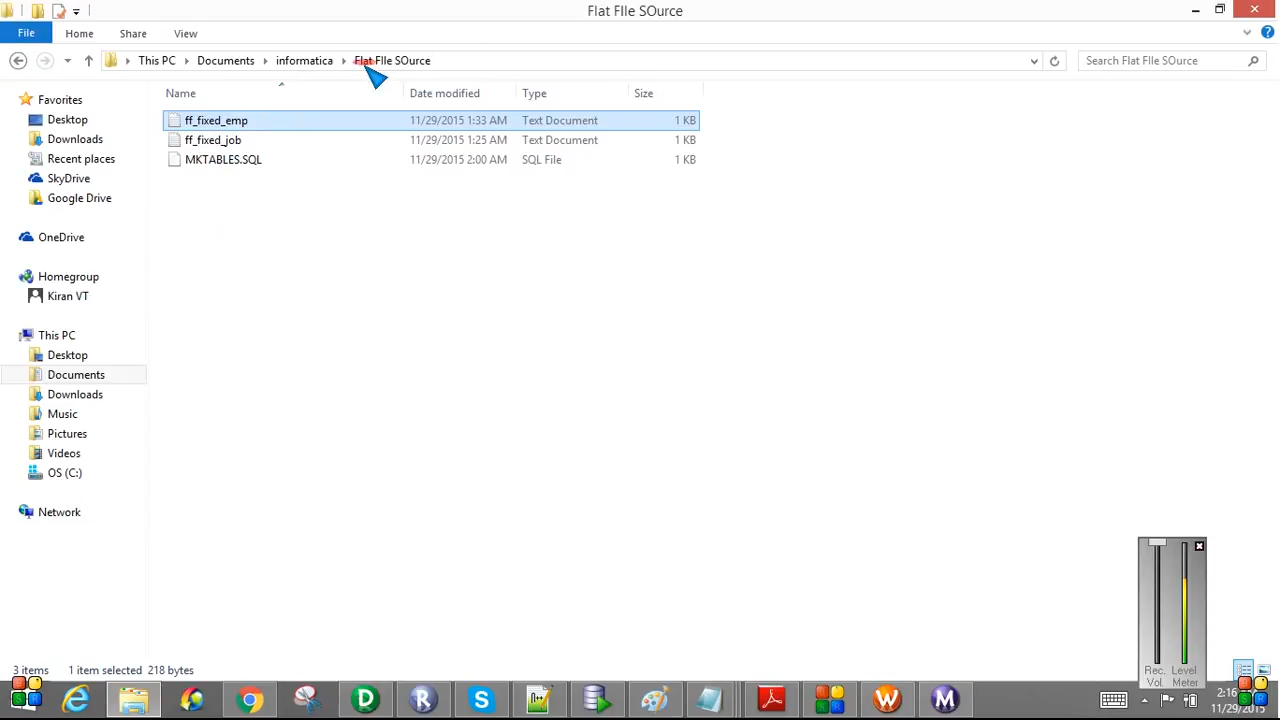 Flat FIle SOurce
File Home Share View
This PC Documents informatica Flat FIle SOurce Search Flat FIle SOurce
Name Date modified Type Size
ff_fixed_emp 11/29/2015 1:33 AM Text Document 1 KB
ff_fixed_job 11/29/2015 1:25 AM Text Document 1 KB
MKTABLES.SQL 11/29/2015 2:00 AM SQL File 1 KB
Favorites
Desktop
Downloads
Recent places
SkyDrive
Google Drive
OneDrive
Homegroup
Kiran VT
This PC
Desktop
Documents
Downloads
Music
Pictures
Videos
OS (C:)
Network
Rec. Level
Vol. Meter
3 items 1 item selected 218 bytes
2:16
11/29/2015